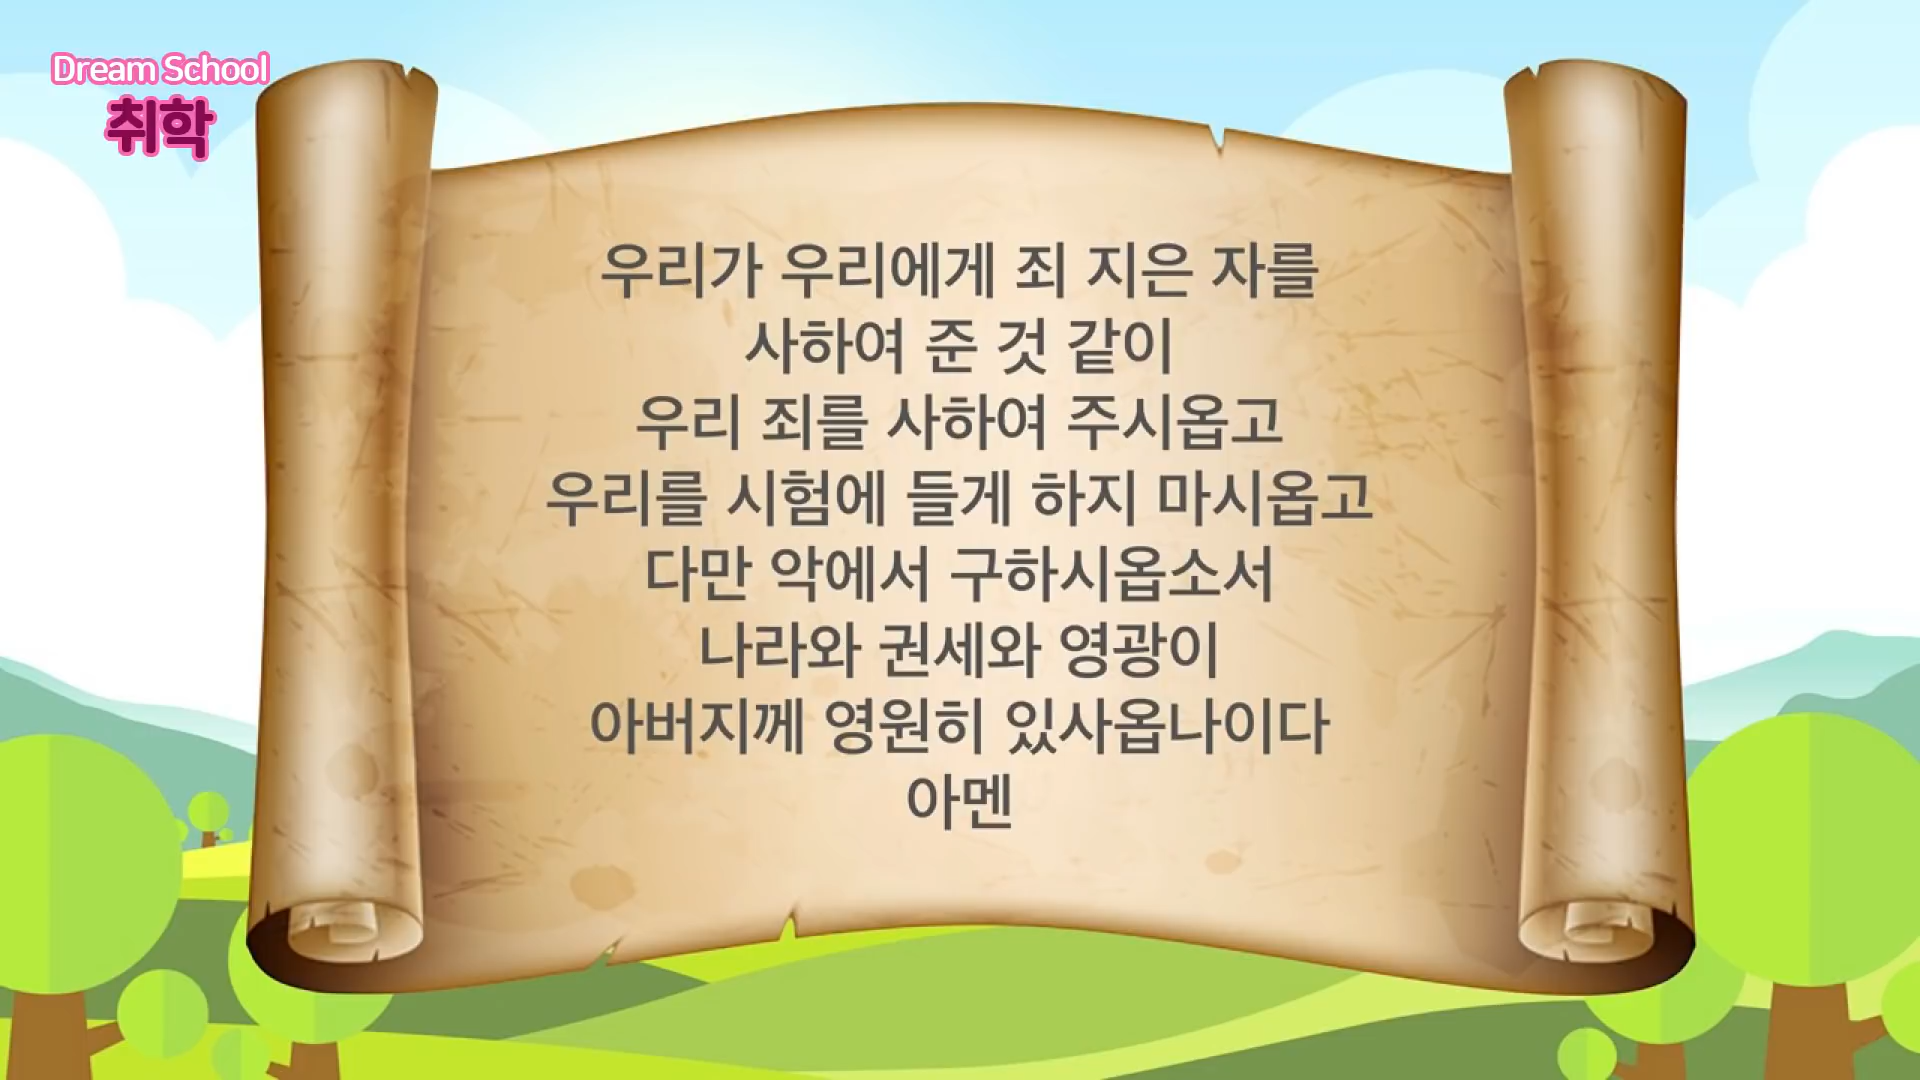 Dream School
취학
우리가 우리에게 죄 지은 자를
사하여 준 것 같이
우리 죄를 사하여 주시옵고
우리를 시험에 들게 하지 마시옵고
다만 악에서 구하시옵소서
나라와 권세와 영광이
아버지께 영원히 있사옵나이다
아멘